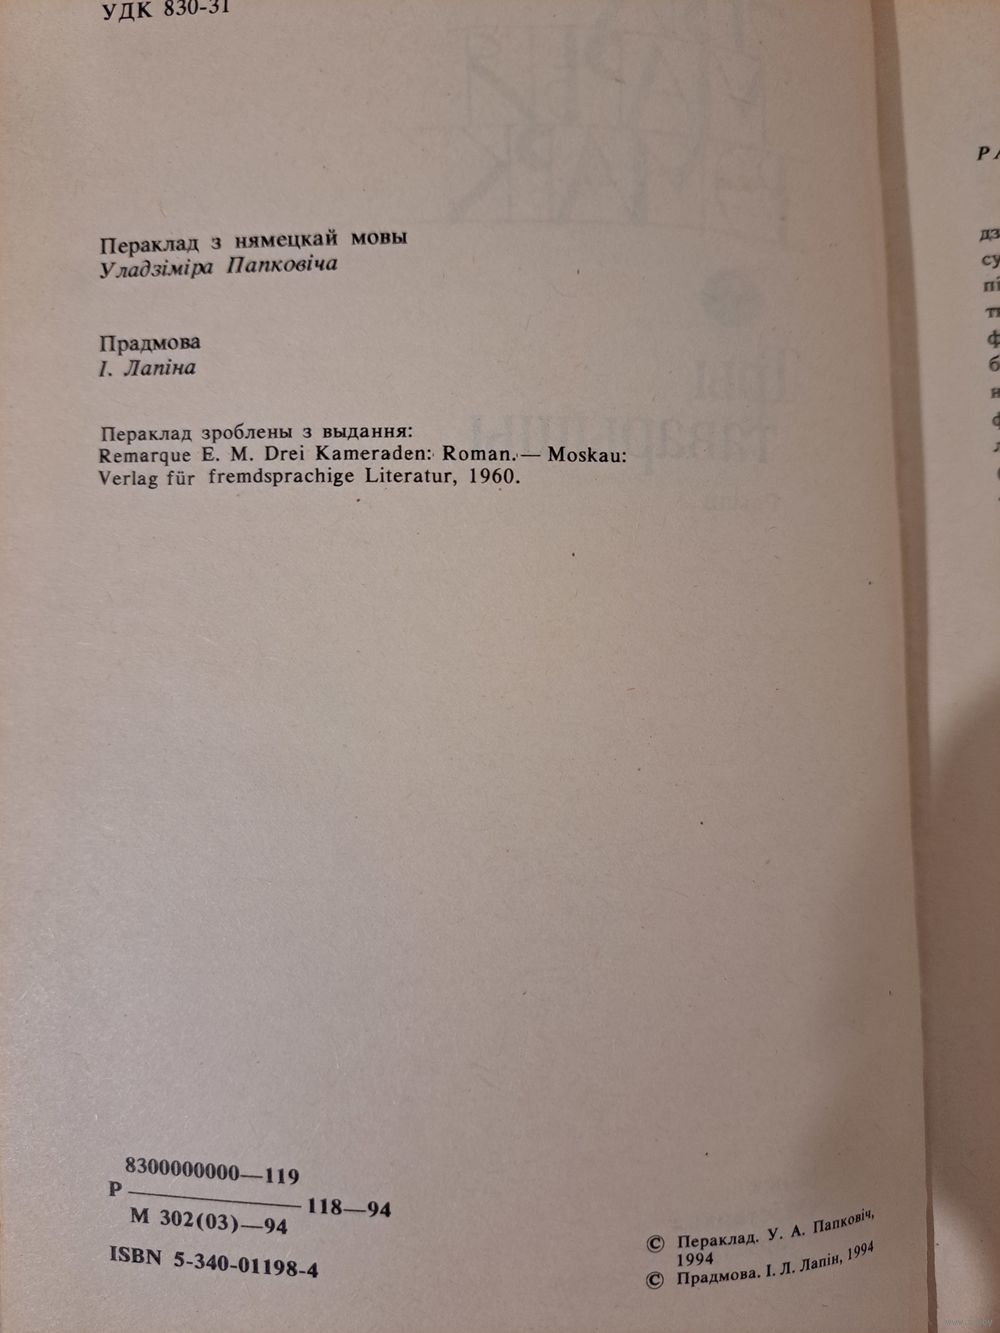 УДК 830-31
Пераклад з нямецкай мовы
Уладзіміра Папковіча
Прадмова
І. Лапіна
Пераклад зроблены з выдання:
Remarque E. M. Drei Kameraden: Roman. — Moskau:
Verlag für fremdsprachige Literatur, 1960.
8300000000—119
Р
118—94
М 302(03)—94
ISBN 5-340-01198-4
© Пераклад. У. А. Папковіч,
1994
© Прадмова. І. Л. Лапін, 1994